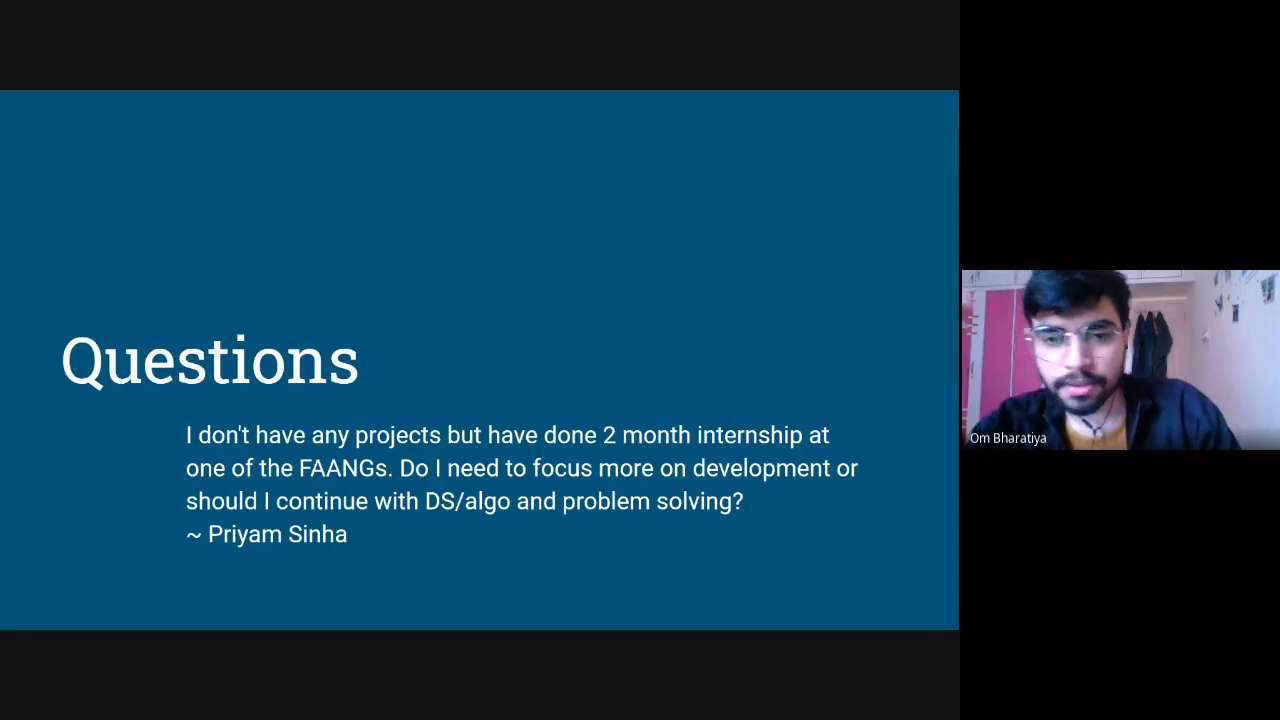 Questions
I don't have any projects but have done 2 month internship at
one of the FAANGs. Do I need to focus more on development or
should I continue with DS/algo and problem solving?
~ Priyam Sinha
Om Bharatiya